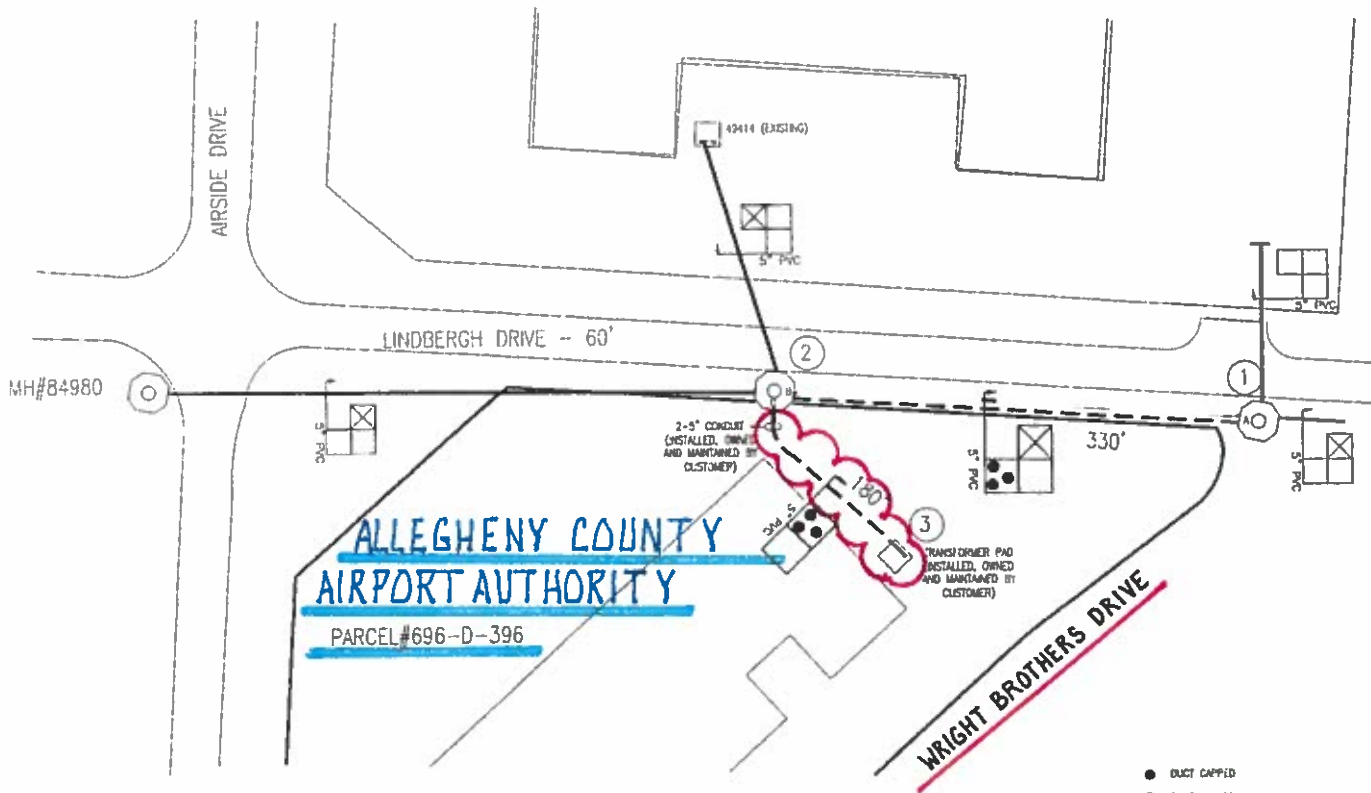 AIRSIDE DRIVE
49414 (EXISTING)
5" PVC
5" PVC
LINDBERGH DRIVE - 60'
2
1
MH#84980
B
A
5" PVC
2-5" CONDUIT
(INSTALLED, OWNED
AND MAINTAINED BY
CUSTOMER)
5" PVC
330'
5" PVC
180'
5" PVC
3
TRANSFORMER PAD
INSTALLED, OWNED
AND MAINTAINED BY
CUSTOMER)
ALLEGHENY COUNTY
AIRPORT AUTHORITY
PARCEL#696-D-396
WRIGHT BROTHERS DRIVE
DUCT CAPPED